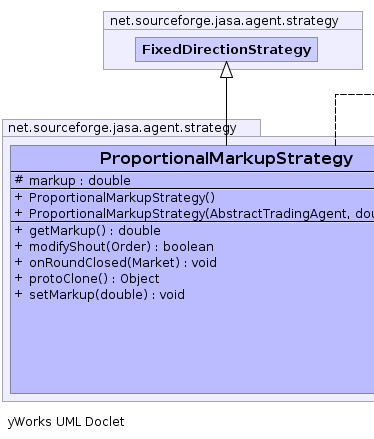 net.sourceforge.jasa.agent.strategy
FixedDirectionStrategy
net.sourceforge.jasa.agent.strategy
ProportionalMarkupStrategy
# markup : double
+ ProportionalMarkupStrategy()
+ ProportionalMarkupStrategy(AbstractTradingAgent, dou
+ getMarkup() : double
+ modifyShout(Order) : boolean
+ onRoundClosed(Market) : void
+ protoClone() : Object
+ setMarkup(double) : void
yWorks UML Doclet